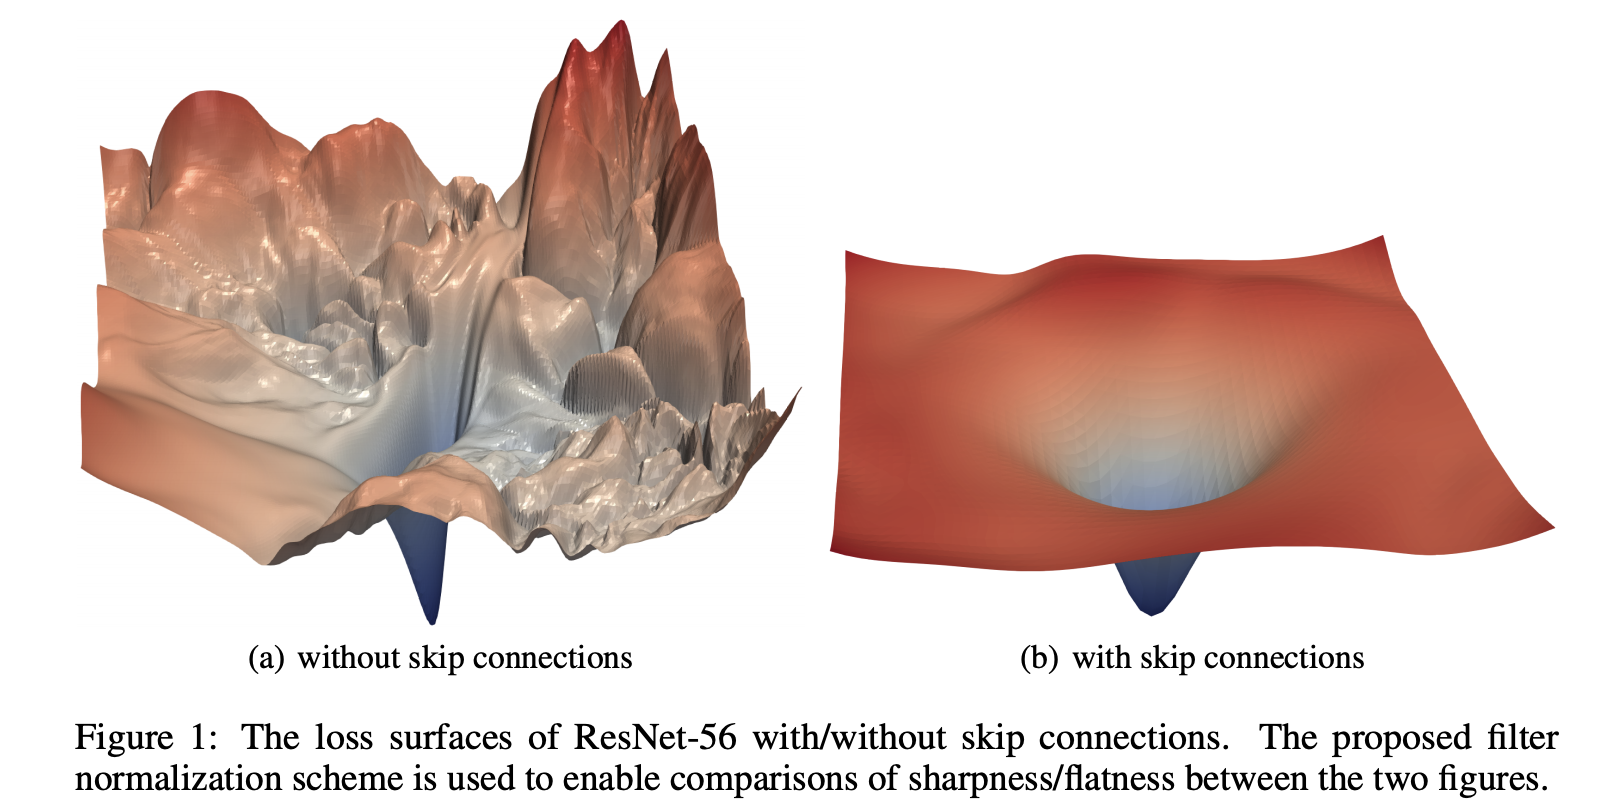 (a) without skip connections
(b) with skip connections
Figure 1: The loss surfaces of ResNet-56 with/without skip connections. The proposed filter
normalization scheme is used to enable comparisons of sharpness/flatness between the two figures.